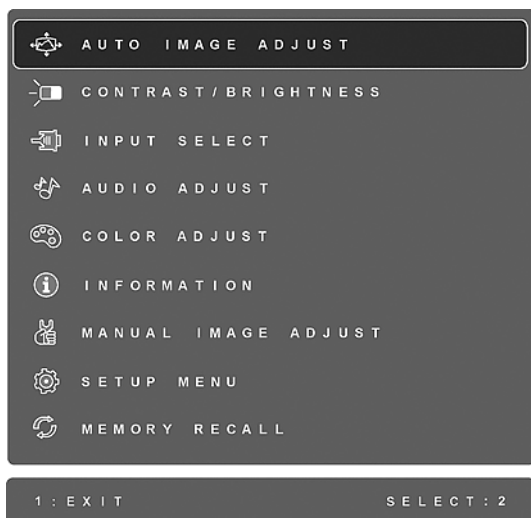 AUTO IMAGE ADJUST
CONTRAST/BRIGHTNESS
INPUT SELECT
AUDIO ADJUST
COLOR ADJUST
INFORMATION
MANUAL IMAGE ADJUST
SETUP MENU
MEMORY RECALL
1:EXIT SELECT:2